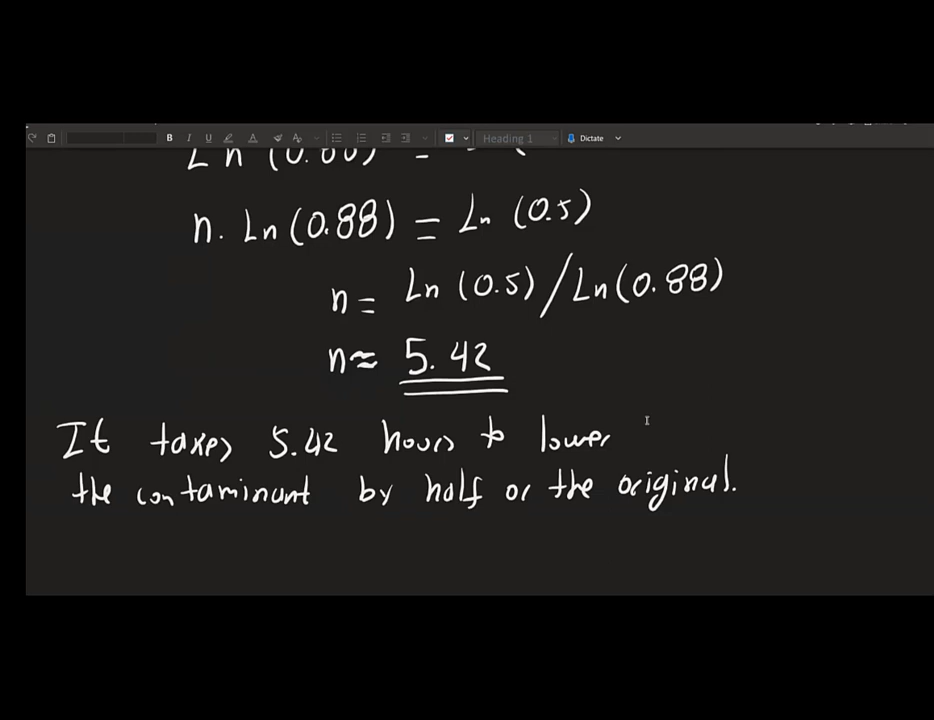 B I U A Heading 1 Dictate
n. Ln (0.88) = Ln (0.5)
n = Ln (0.5) / Ln (0.88)
n ≈ 5.42
It takes 5.42 hours to lower
the contaminant by half or the original.